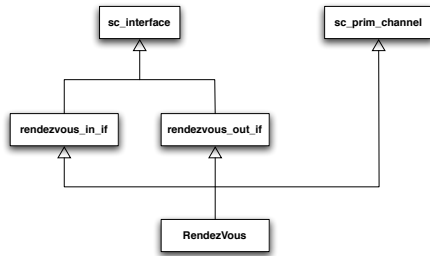 sc_interface
sc_prim_channel
rendezvous_in_if
rendezvous_out_if
RendezVous